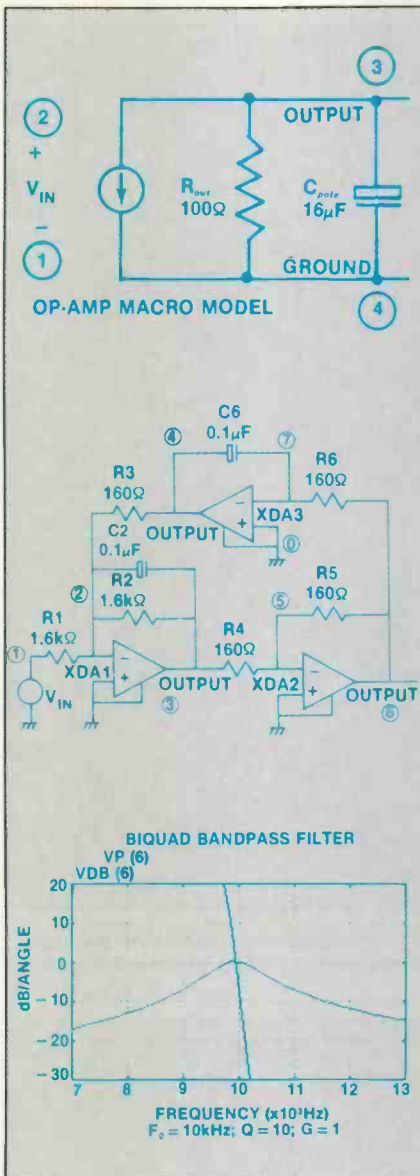 3
OUTPUT
2
+
V_IN
−
1
R_out
100Ω
C_pole
16µF
GROUND
4
OP-AMP MACRO MODEL
C6
0.1µF
4
7
R3
160Ω
R6
160Ω
OUTPUT
XDA3
0
C2
0.1µF
R2
1.6kΩ
R5
160Ω
2
5
R1
1.6kΩ
R4
160Ω
1
XDA1
OUTPUT
3
XDA2
OUTPUT
6
V_IN
BIQUAD BANDPASS FILTER
VP (6)
VDB (6)
dB/ANGLE
20
10
0
−10
−20
−30
7 8 9 10 11 12 13
FREQUENCY (x10³Hz)
F₀ = 10kHz; Q = 10; G = 1